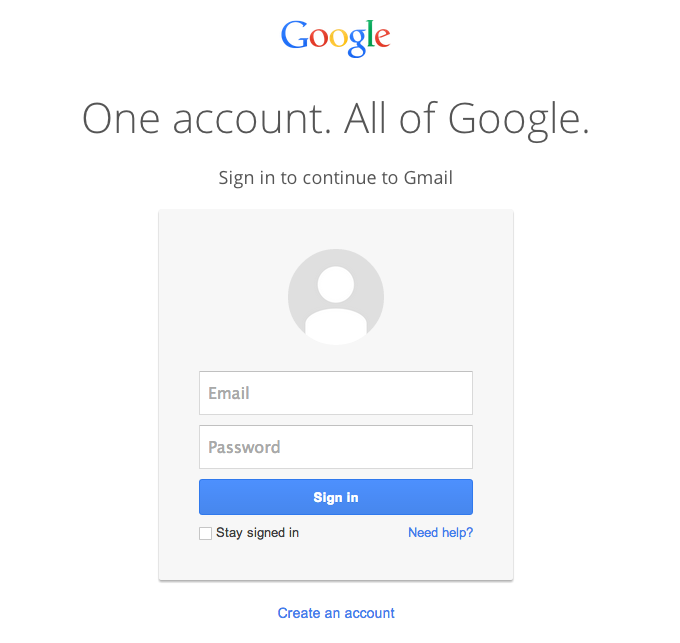 Google
One account. All of Google.
Sign in to continue to Gmail
Email
Password
Sign in
Stay signed in
Need help?
Create an account